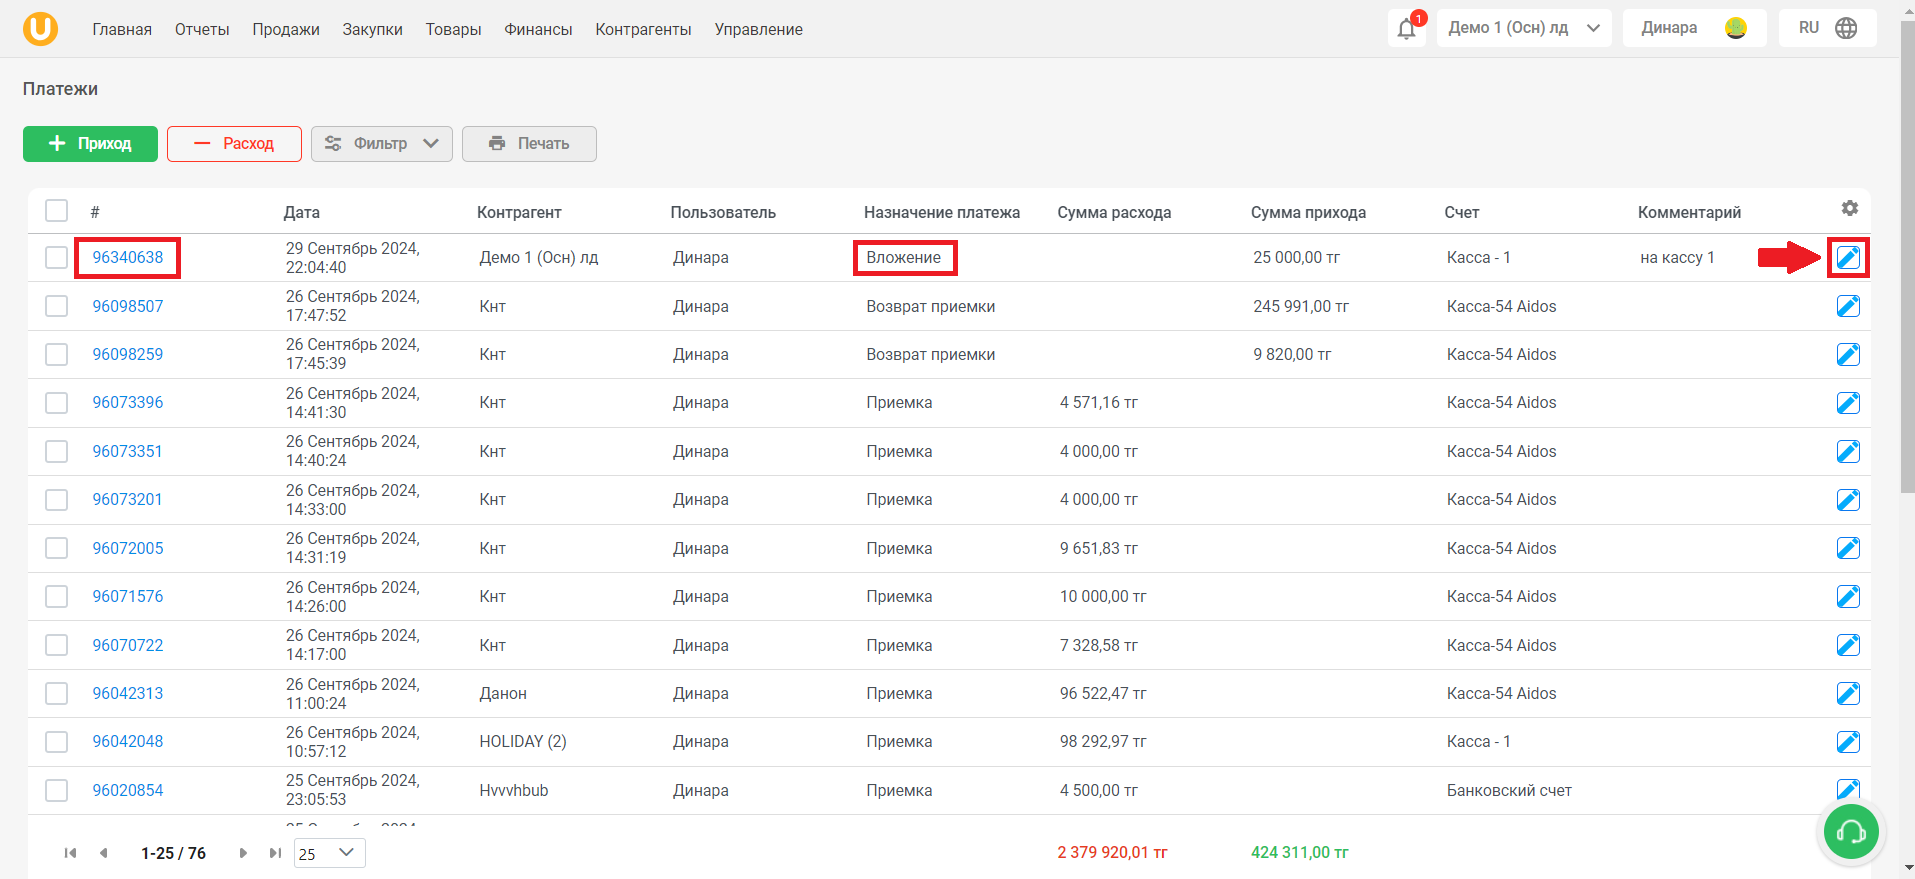 U Главная Отчеты Продажи Закупки Товары Финансы Контрагенты Управление 1 Демо 1 (Осн) лд Динара RU
Платежи
Приход Расход Фильтр Печать
# Дата Контрагент Пользователь Назначение платежа Сумма расхода Сумма прихода Счет Комментарий
96340638 29 Сентябрь 2024, 22:04:40 Демо 1 (Осн) лд Динара Вложение 25 000,00 тг Касса - 1 на кассу 1
96098507 26 Сентябрь 2024, 17:47:52 Кнт Динара Возврат приемки 245 991,00 тг Касса-54 Aidos
96098259 26 Сентябрь 2024, 17:45:39 Кнт Динара Возврат приемки 9 820,00 тг Касса-54 Aidos
96073396 26 Сентябрь 2024, 14:41:30 Кнт Динара Приемка 4 571,16 тг Касса-54 Aidos
96073351 26 Сентябрь 2024, 14:40:24 Кнт Динара Приемка 4 000,00 тг Касса-54 Aidos
96073201 26 Сентябрь 2024, 14:33:00 Кнт Динара Приемка 4 000,00 тг Касса-54 Aidos
96072005 26 Сентябрь 2024, 14:31:19 Кнт Динара Приемка 9 651,83 тг Касса-54 Aidos
96071576 26 Сентябрь 2024, 14:26:00 Кнт Динара Приемка 10 000,00 тг Касса-54 Aidos
96070722 26 Сентябрь 2024, 14:17:00 Кнт Динара Приемка 7 328,58 тг Касса-54 Aidos
96042313 26 Сентябрь 2024, 11:00:24 Данон Динара Приемка 96 522,47 тг Касса-54 Aidos
96042048 26 Сентябрь 2024, 10:57:12 HOLIDAY (2) Динара Приемка 98 292,97 тг Касса - 1
96020854 25 Сентябрь 2024, 23:05:53 Hvvvhbub Динара Приемка 4 500,00 тг Банковский счет
1-25 / 76 25 2 379 920,01 тг 424 311,00 тг